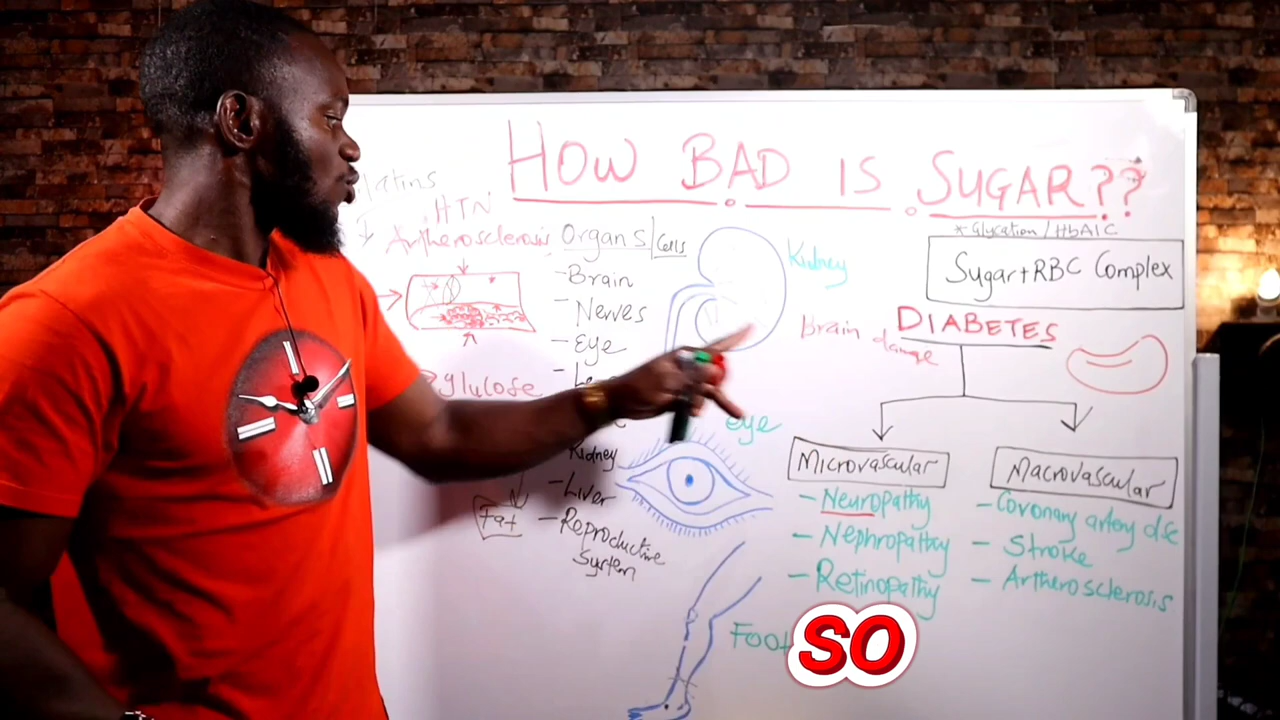 HOW BAD IS SUGAR??
HTN
Artherosclerosis
glucose
Fat
Organs/Cells
- Brain
- Nerves
- Eye
Kidney
- Liver
- Reproductive
System
Kidney
eye
Foot
* Glycation / HbA1C
Sugar+RBC Complex
Brain damge
DIABETES
Microvascular
- Neuropathy
- Nephropathy
- Retinopathy
Macrovascular
- Coronary artery dse
- Stroke
- Artherosclerosis
SO